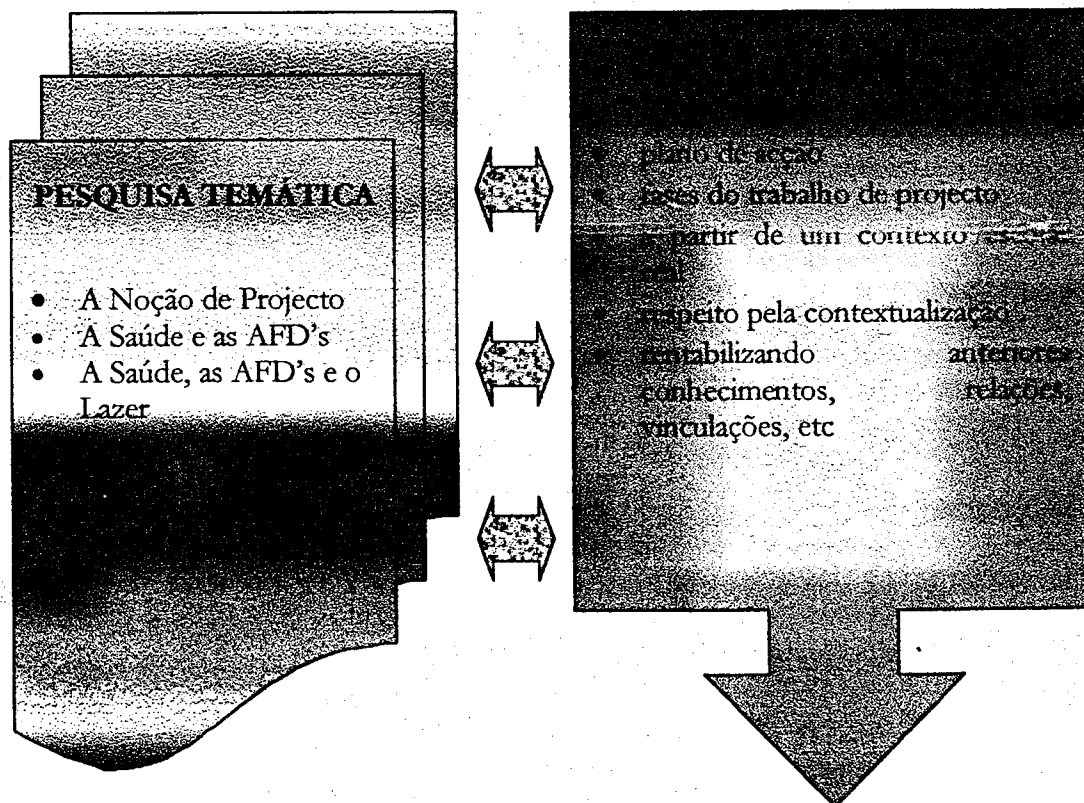 PESQUISA TEMÁTICA
• A Noção de Projecto
• A Saúde e as AFD's
• A Saúde, as AFD's e o
Lazer
• plano de acção
• fases do trabalho de projecto
• a partir de um contexto
real
• respeito pela contextualização
• rentabilizando anteriores
conhecimentos, relações,
vinculações, etc